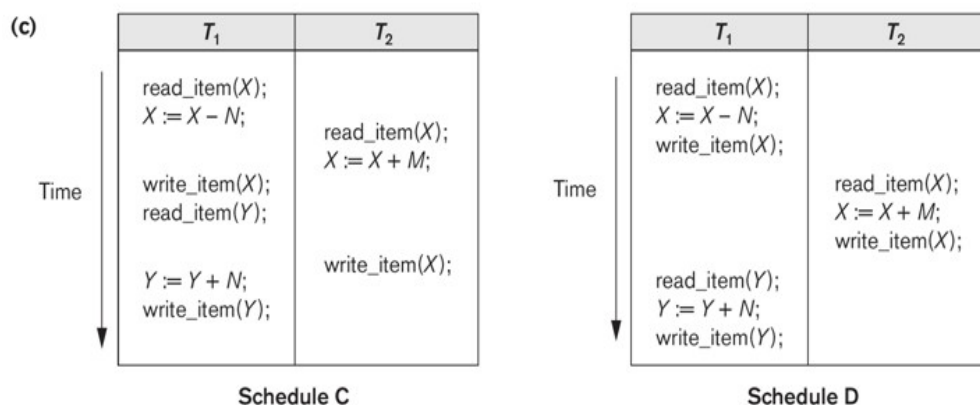 (c)
Time
T1
T2
read_item(X);
X := X – N;
read_item(X);
X := X + M;
write_item(X);
read_item(Y);
write_item(X);
Y := Y + N;
write_item(Y);
Schedule C
Time
T1
T2
read_item(X);
X := X – N;
write_item(X);
read_item(X);
X := X + M;
write_item(X);
read_item(Y);
Y := Y + N;
write_item(Y);
Schedule D